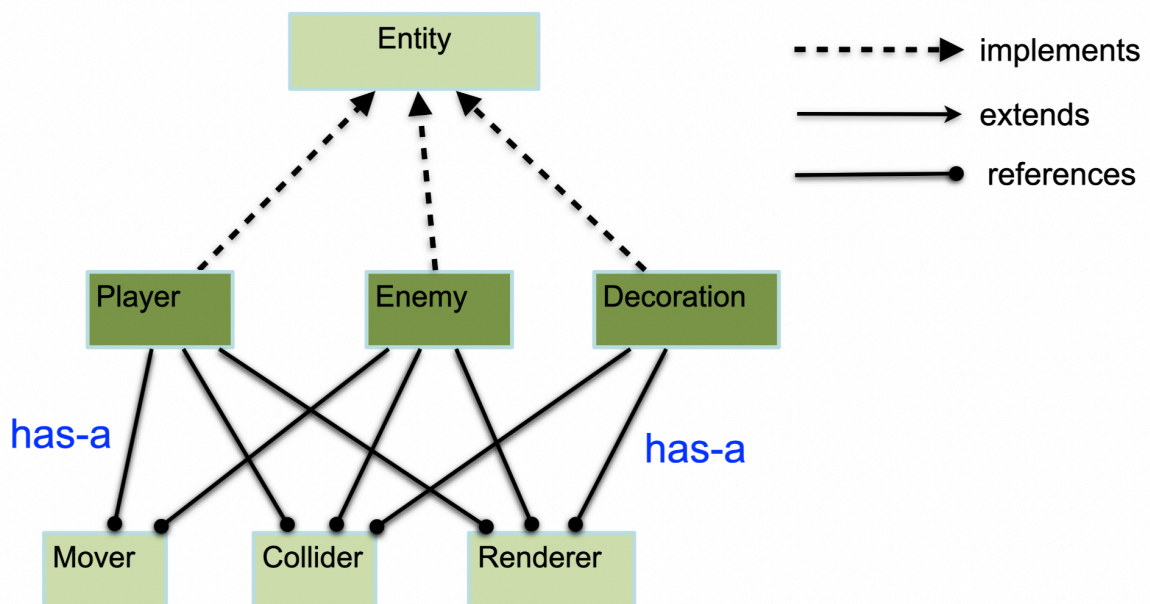 Entity
implements
extends
references
Player
Enemy
Decoration
has-a
has-a
Mover
Collider
Renderer